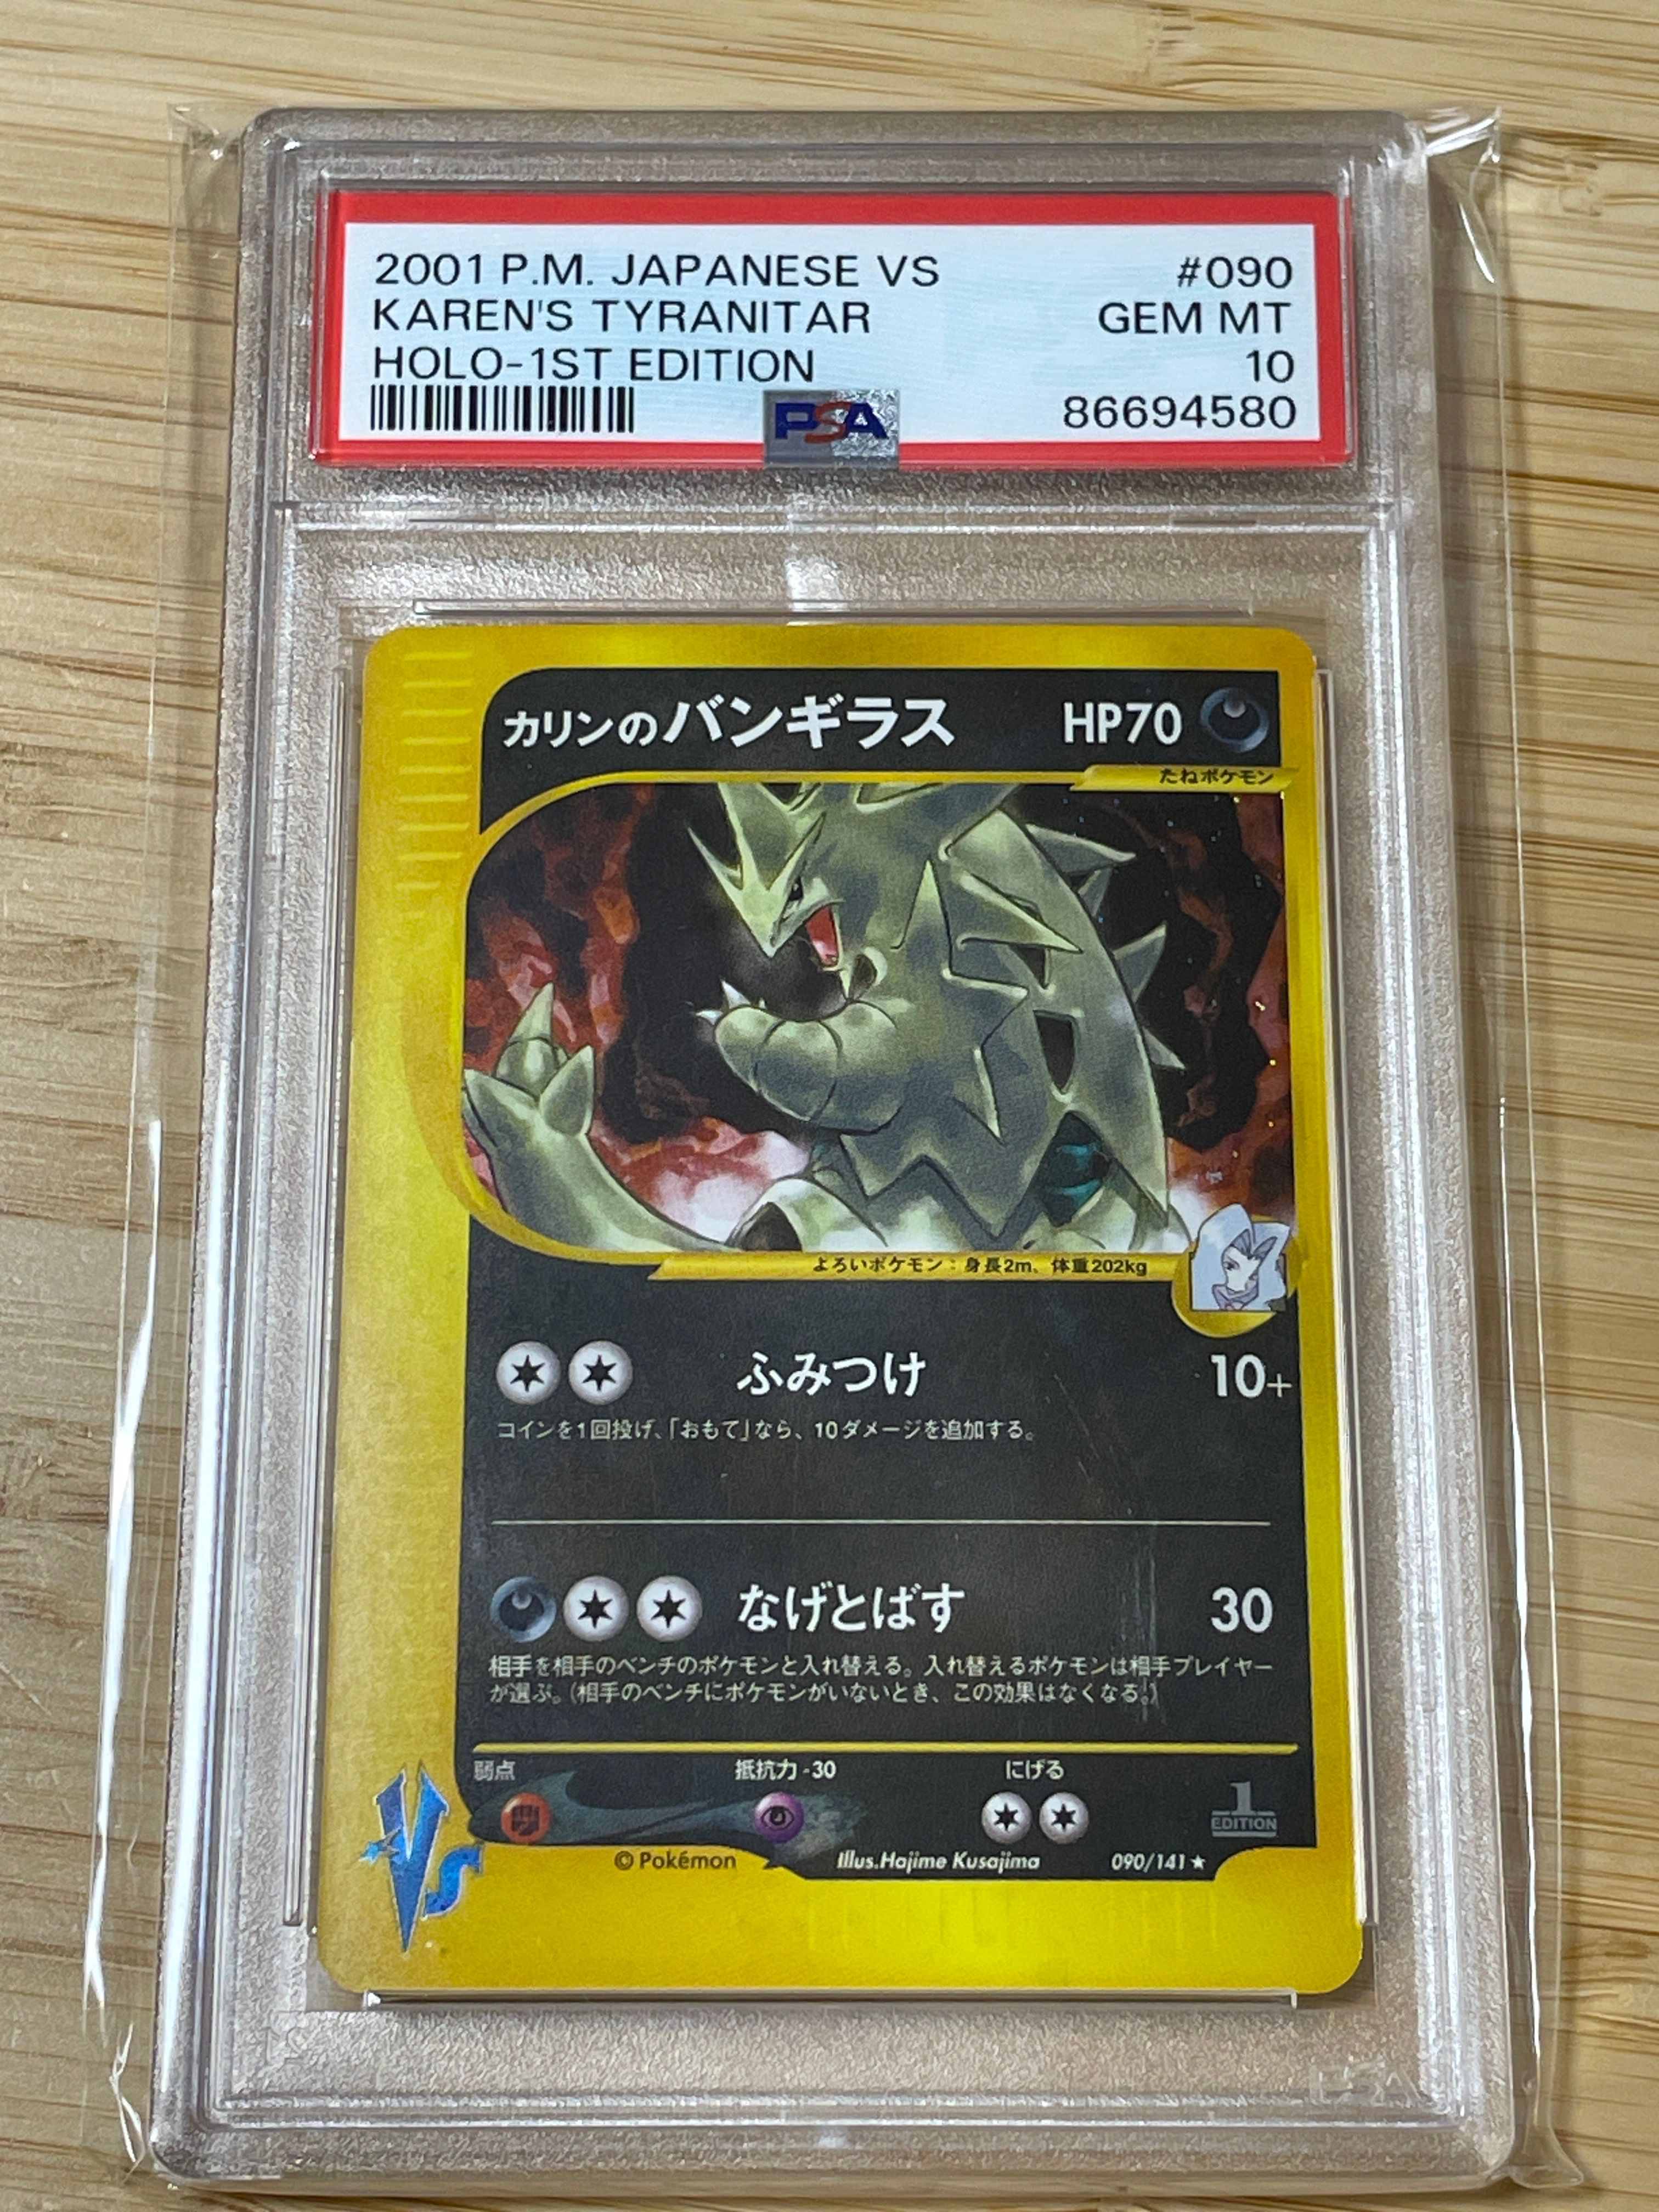 2001 P.M. JAPANESE VS #090
KAREN'S TYRANITAR GEM MT
HOLO-1ST EDITION 10
PSA 86694580
カリンのバンギラス HP70
たねポケモン
よろいポケモン：身長2m、体重202kg
ふみつけ 10+
コインを1回投げ、「おもて」なら、10ダメージを追加する。
なげとばす 30
相手を相手のベンチのポケモンと入れ替える。入れ替えるポケモンは相手プレイヤー
が選ぶ。(相手のベンチにポケモンがいないとき、この効果はなくなる。)
弱点 抵抗力-30 にげる
1 EDITION
VS
©Pokémon Illus.Hajime Kusajima 090/141★
PSA